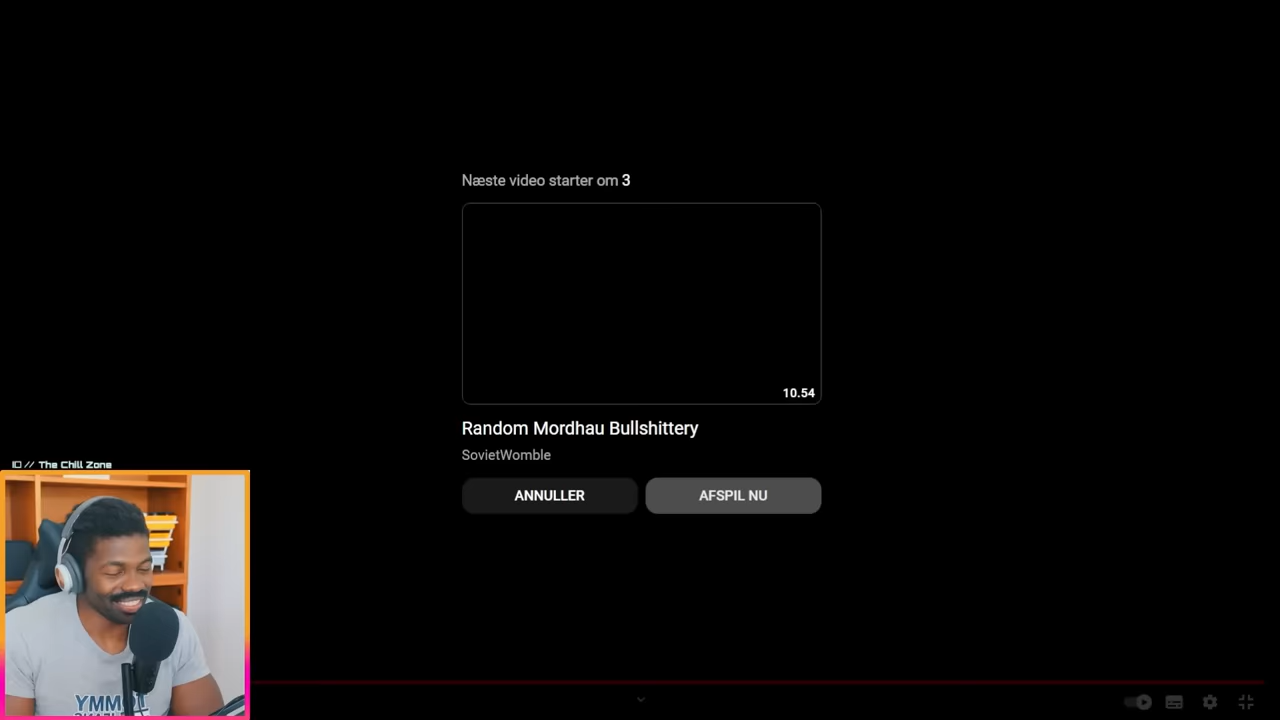 Næste video starter om 3
10.54
Random Mordhau Bullshittery
SovietWomble
ANNULLER
AFSPIL NU
// The Chill Zone